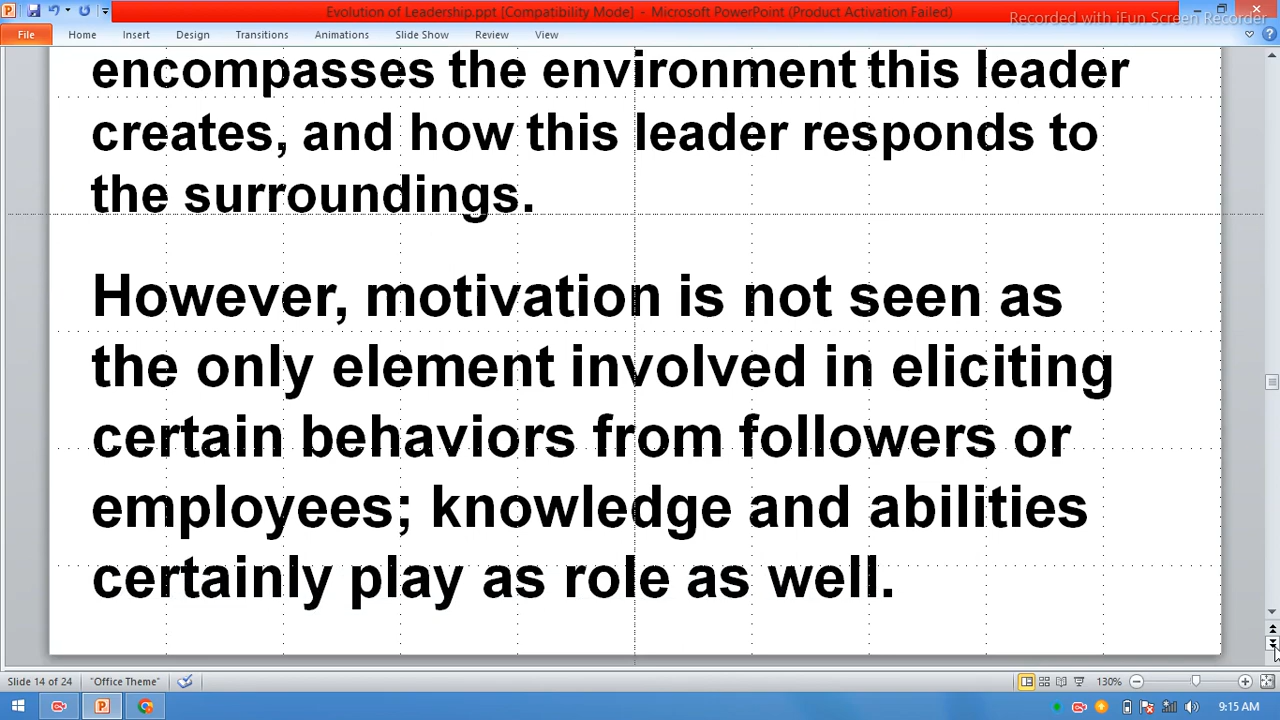 Evolution of Leadership.ppt [Compatibility Mode] - Microsoft PowerPoint (Product Activation Failed)
Recorded with iFun Screen Recorder
File Home Insert Design Transitions Animations Slide Show Review View
encompasses the environment this leader
creates, and how this leader responds to
the surroundings.
However, motivation is not seen as
the only element involved in eliciting
certain behaviors from followers or
employees; knowledge and abilities
certainly play as role as well.
Slide 14 of 24 "Office Theme" 130%
9:15 AM